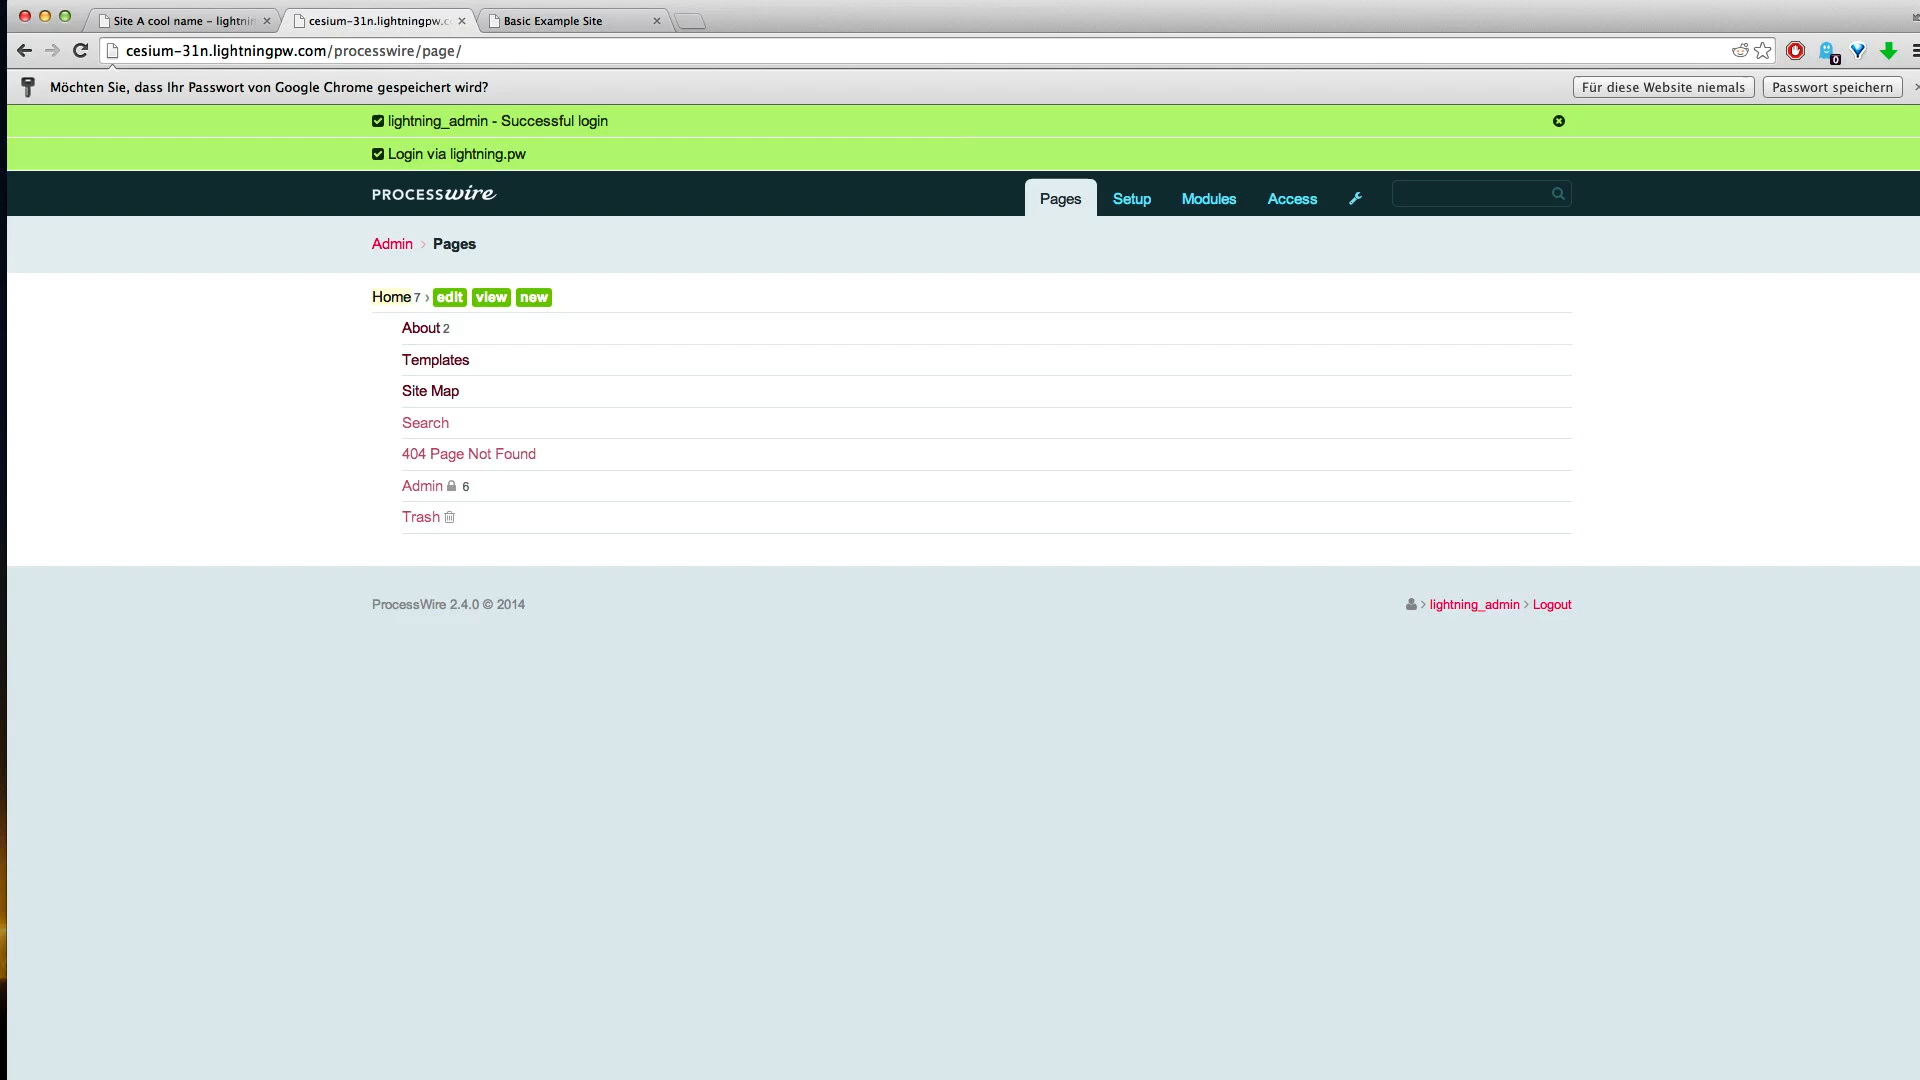 Site A cool name – lightnin
cesium-31n.lightningpw.c
Basic Example Site
cesium-31n.lightningpw.com/processwire/page/
0
Möchten Sie, dass Ihr Passwort von Google Chrome gespeichert wird?
Für diese Website niemals
Passwort speichern
lightning_admin - Successful login
Login via lightning.pw
PROCESSwire
Pages
Setup
Modules
Access
Admin > Pages
Home 7 › edit view new
About 2
Templates
Site Map
Search
404 Page Not Found
Admin 6
Trash
ProcessWire 2.4.0 © 2014
> lightning_admin > Logout